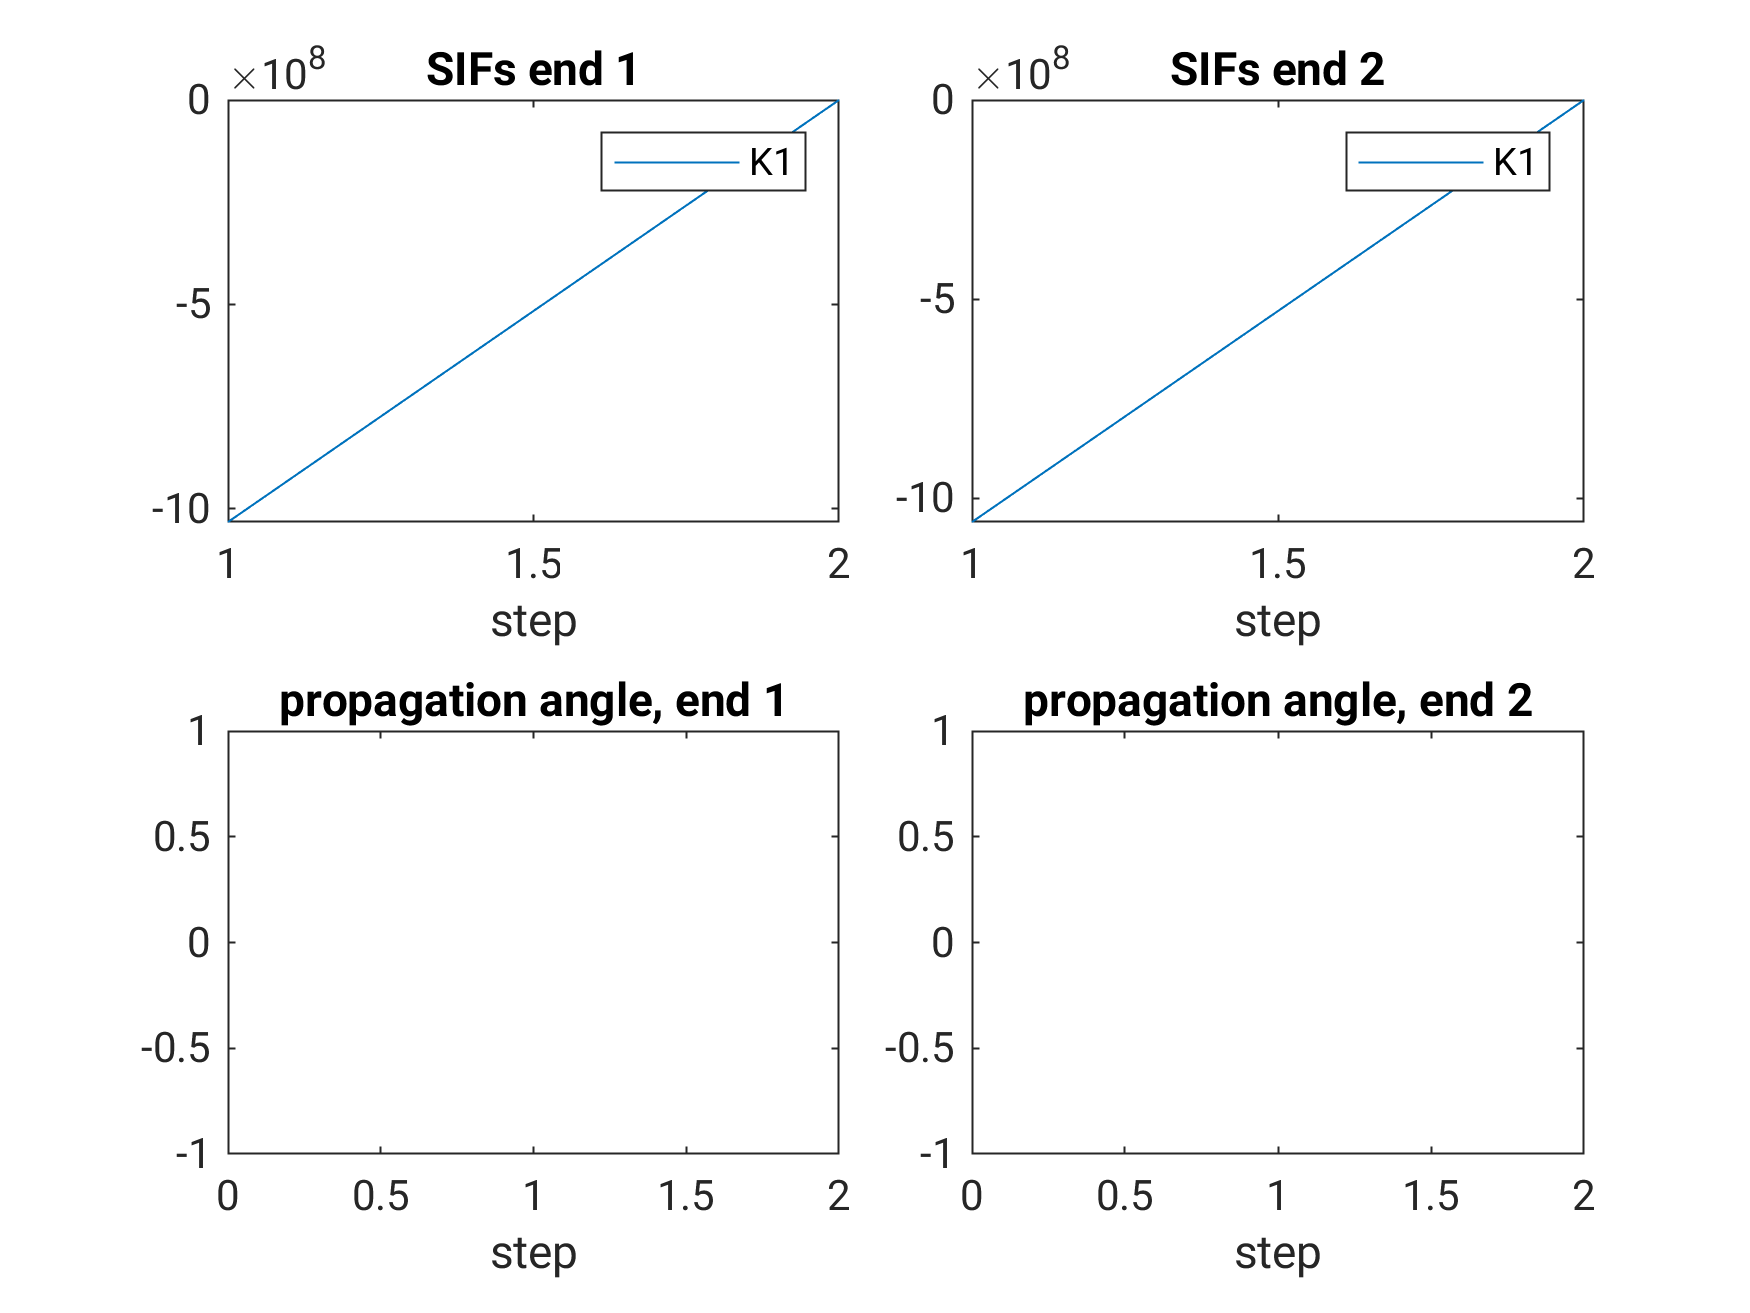 ×10^8 SIFs end 1
0
K1
-5
-10
1 1.5 2
step
×10^8 SIFs end 2
0
K1
-5
-10
1 1.5 2
step
propagation angle, end 1
1
0.5
0
-0.5
-1
0 0.5 1 1.5 2
step
propagation angle, end 2
1
0.5
0
-0.5
-1
0 0.5 1 1.5 2
step